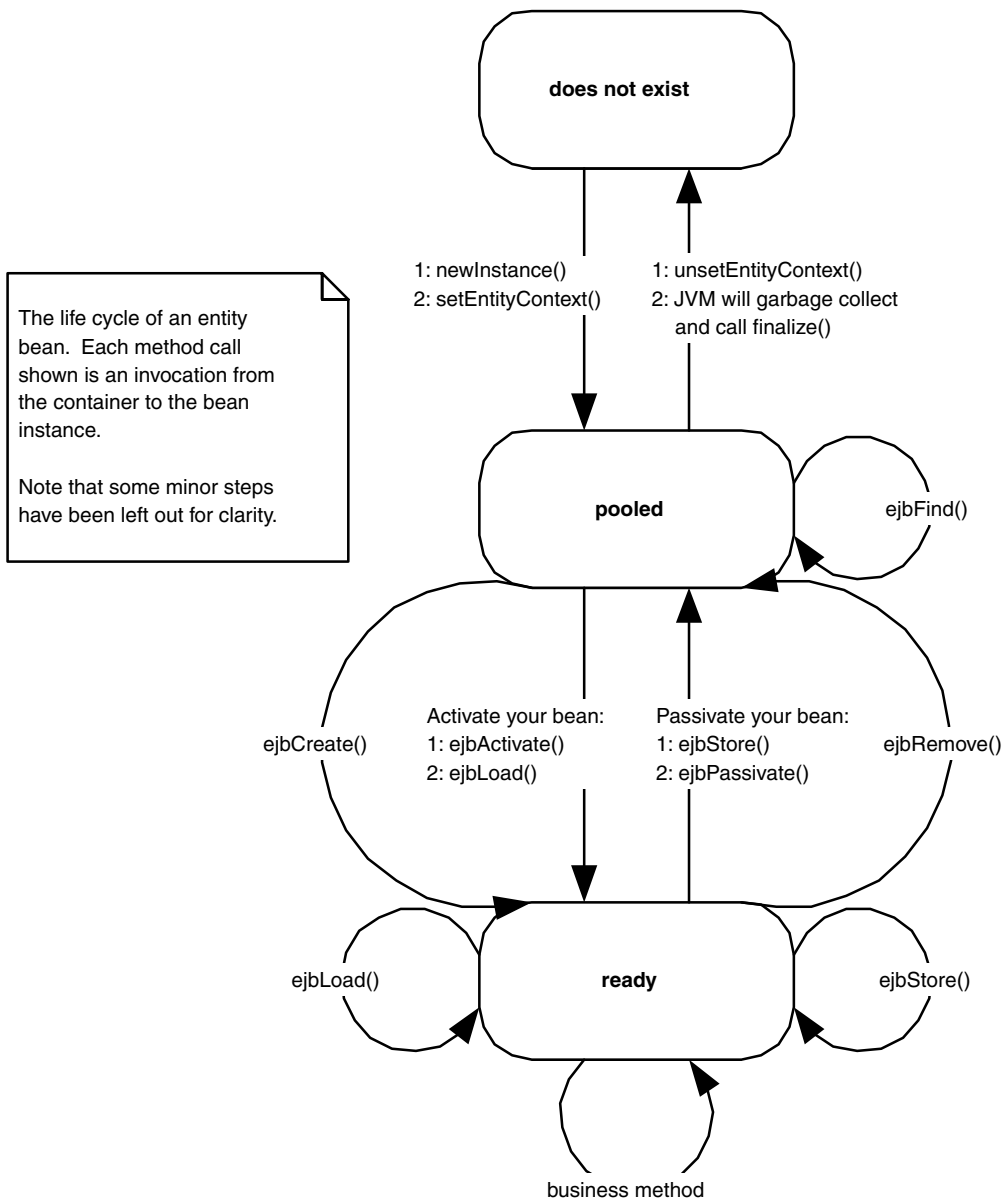 does not exist
1: newInstance()
2: setEntityContext()
1: unsetEntityContext()
2: JVM will garbage collect
and call finalize()
The life cycle of an entity
bean. Each method call
shown is an invocation from
the container to the bean
instance.
Note that some minor steps
have been left out for clarity.
pooled
ejbFind()
ejbCreate()
Activate your bean:
1: ejbActivate()
2: ejbLoad()
Passivate your bean:
1: ejbStore()
2: ejbPassivate()
ejbRemove()
ejbLoad()
ready
ejbStore()
business method